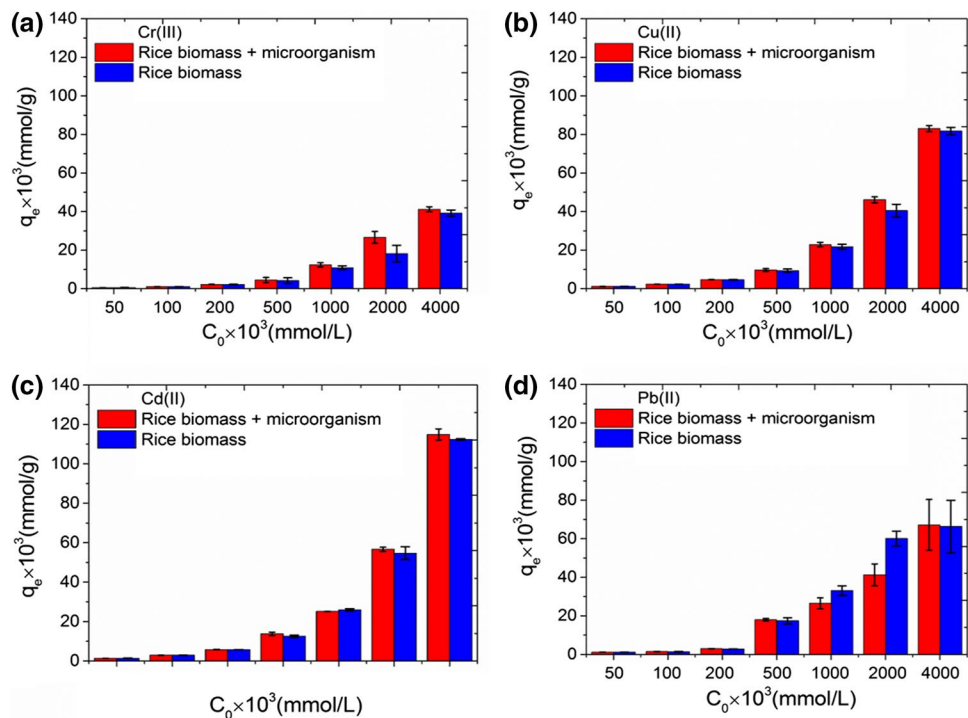 (a)
Cr(III)
Rice biomass + microorganism
Rice biomass
140
120
100
80
60
40
20
0
qe×10³(mmol/g)
50 100 200 500 1000 2000 4000
C₀×10³(mmol/L)
(b)
Cu(II)
Rice biomass + microorganism
Rice biomass
140
120
100
80
60
40
20
0
qe×10³(mmol/g)
50 100 200 500 1000 2000 4000
C₀×10³(mmol/L)
(c)
Cd(II)
Rice biomass + microorganism
Rice biomass
140
120
100
80
60
40
20
0
qe×10³(mmol/g)
C₀×10³(mmol/L)
(d)
Pb(II)
Rice biomass + microorganism
Rice biomass
140
120
100
80
60
40
20
0
qe×10³(mmol/g)
50 100 200 500 1000 2000 4000
C₀×10³(mmol/L)